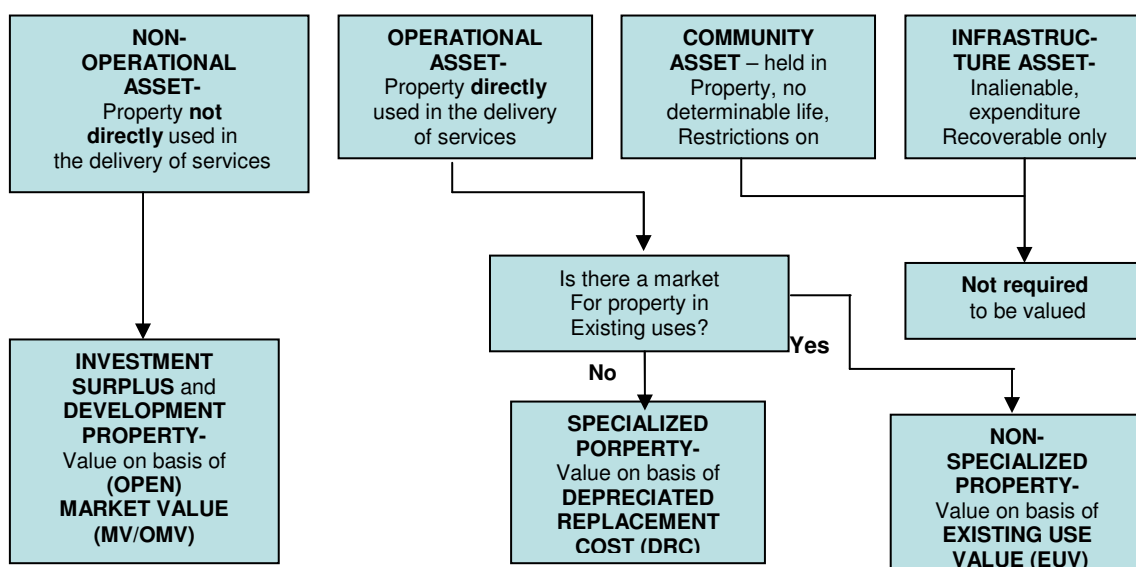 NON-
OPERATIONAL
ASSET-
Property not
directly used in
the delivery of services
OPERATIONAL
ASSET-
Property directly
used in the delivery
of services
COMMUNITY
ASSET – held in
Property, no
determinable life,
Restrictions on
INFRASTRUC-
TURE ASSET-
Inalienable,
expenditure
Recoverable only
Is there a market
For property in
Existing uses?
Not required
to be valued
Yes
No
INVESTMENT
SURPLUS and
DEVELOPMENT
PROPERTY-
Value on basis of
(OPEN)
MARKET VALUE
(MV/OMV)
SPECIALIZED
PORPERTY-
Value on basis of
DEPRECIATED
REPLACEMENT
COST (DRC)
NON-
SPECIALIZED
PROPERTY-
Value on basis of
EXISTING USE
VALUE (EUV)